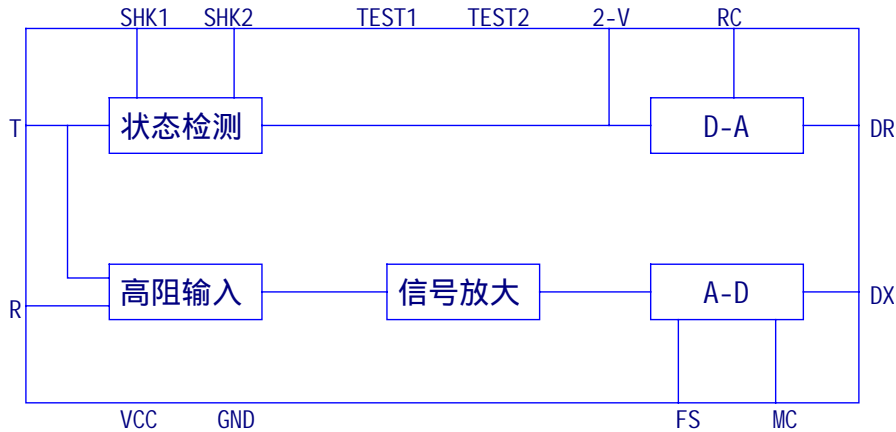 SHK1 SHK2 TEST1 TEST2 2-V RC
T 状态检测 D-A DR
R 高阻输入 信号放大 A-D DX
VCC GND FS MC